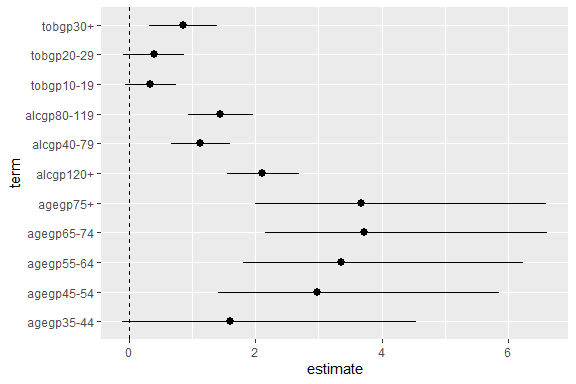 tobgp30+
tobgp20-29
tobgp10-19
alcgp80-119
alcgp40-79
alcgp120+
agegp75+
agegp65-74
agegp55-64
agegp45-54
agegp35-44
term
0 2 4 6
estimate